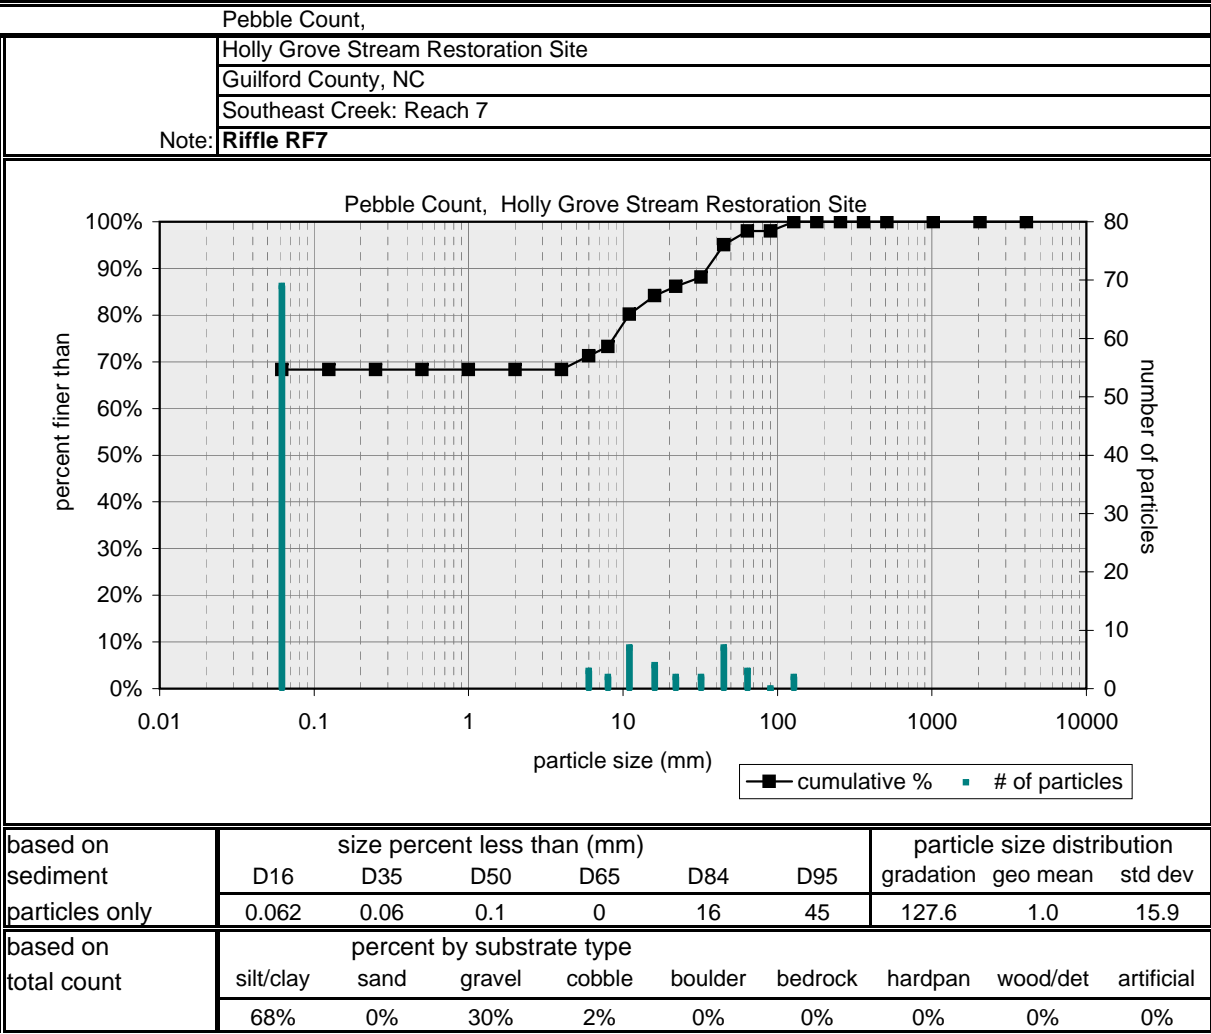 Pebble Count,
Holly Grove Stream Restoration Site
Guilford County, NC
Southeast Creek: Reach 7
Note: Riffle RF7
Pebble Count, Holly Grove Stream Restoration Site
100% 80
90% 70
80% 60
70% 50
60% 40
50% 30
40% 20
30% 10
20% 0
10%
0%
percent finer than
number of particles
0.01 0.1 1 10 100 1000 10000
particle size (mm)
cumulative % # of particles
based on size percent less than (mm) particle size distribution
sediment D16 D35 D50 D65 D84 D95 gradation geo mean std dev
particles only 0.062 0.06 0.1 0 16 45 127.6 1.0 15.9
based on percent by substrate type
total count silt/clay sand gravel cobble boulder bedrock hardpan wood/det artificial
68% 0% 30% 2% 0% 0% 0% 0% 0%